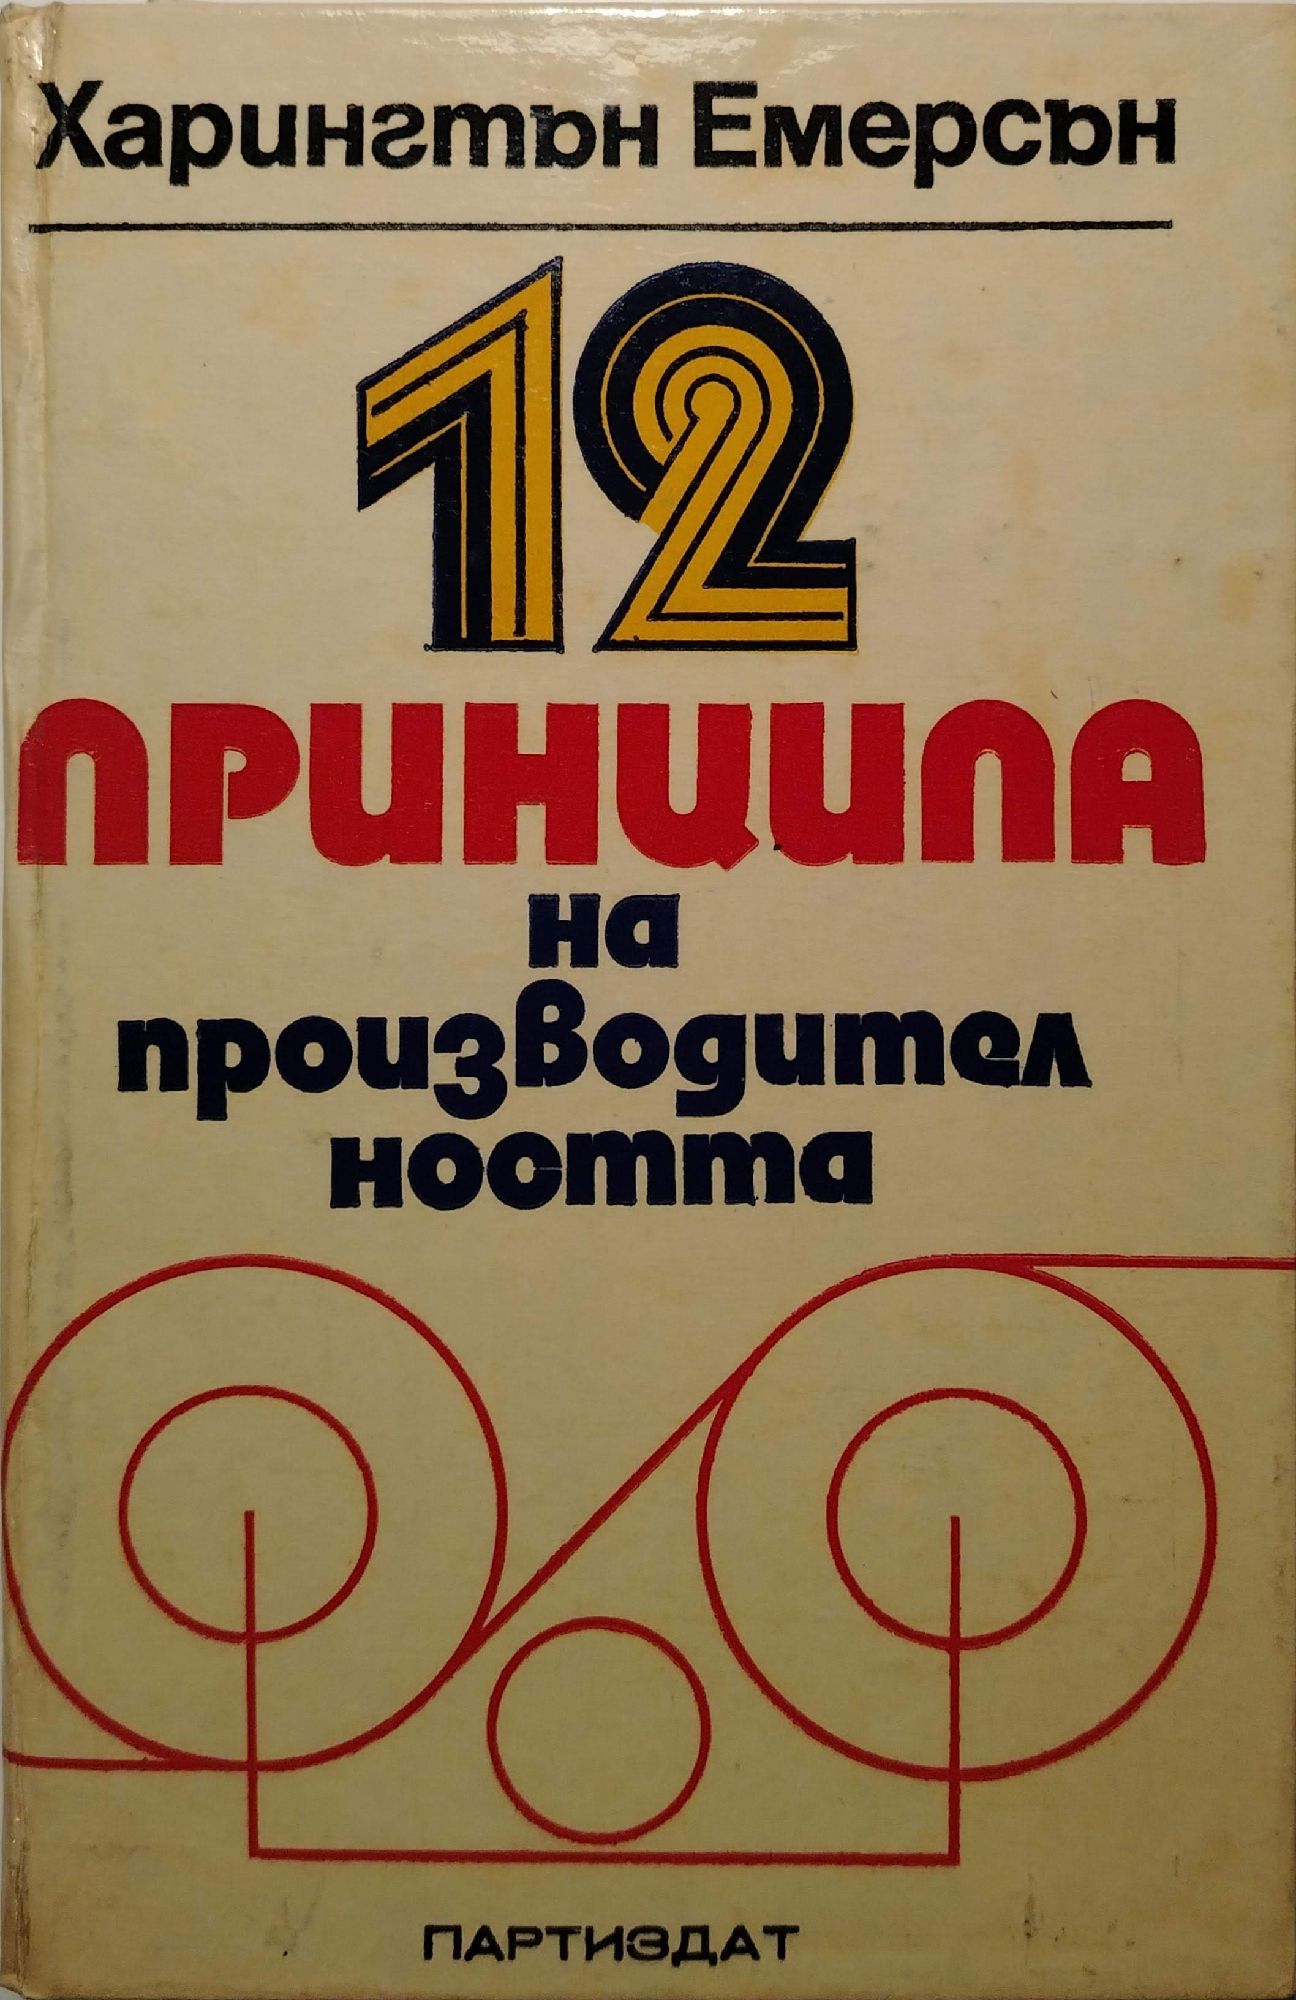 Харингтън Емерсън
12
ПРИНЦИПА
на
производител
ността
ПАРТИЗДАТ